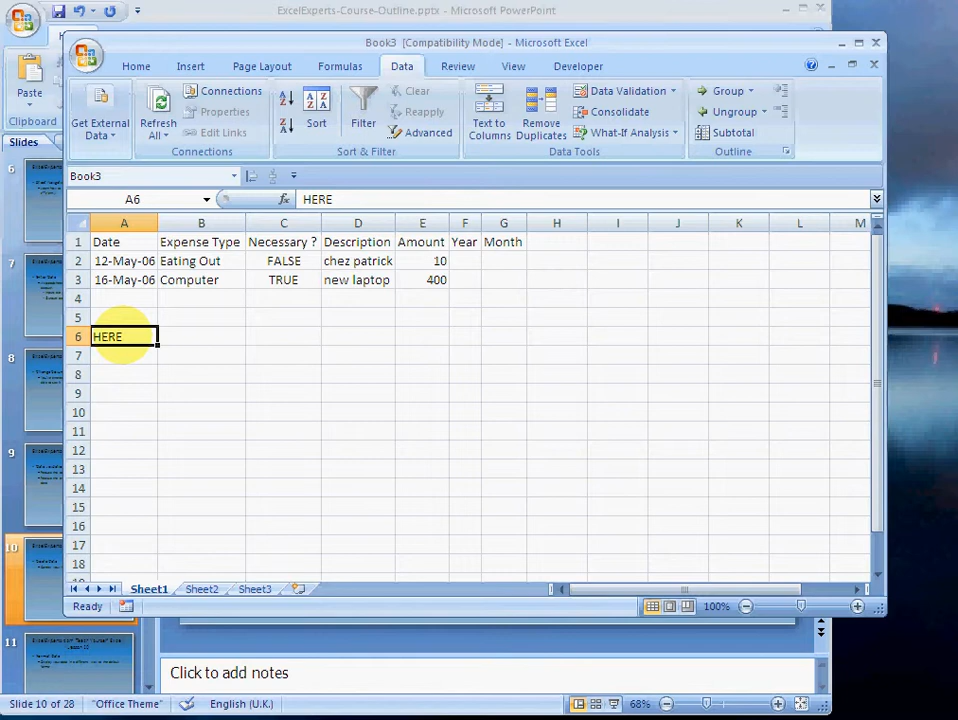 ExcelExperts-Course-Outline.pptx - Microsoft PowerPoint
Book3 [Compatibility Mode] - Microsoft Excel
Paste
Clipboard
Slides
Home Insert Page Layout Formulas Data Review View Developer
Get External Data
Refresh All
Connections
Properties
Edit Links
Connections
Sort
Filter
Clear
Reapply
Advanced
Sort & Filter
Text to Columns
Remove Duplicates
Data Validation
Consolidate
What-If Analysis
Data Tools
Group
Ungroup
Subtotal
Outline
Book3
A6 fx HERE
A B C D E F G H I J K L M
1 Date Expense Type Necessary ? Description Amount Year Month
2 12-May-06 Eating Out FALSE chez patrick 10
3 16-May-06 Computer TRUE new laptop 400
4
5
6 HERE
7
8
9
10
11
12
13
14
15
16
17
18
Sheet1 Sheet2 Sheet3
Ready 100%
6
7
8
9
10
11
Click to add notes
Slide 10 of 28 "Office Theme" English (U.K.) 68%